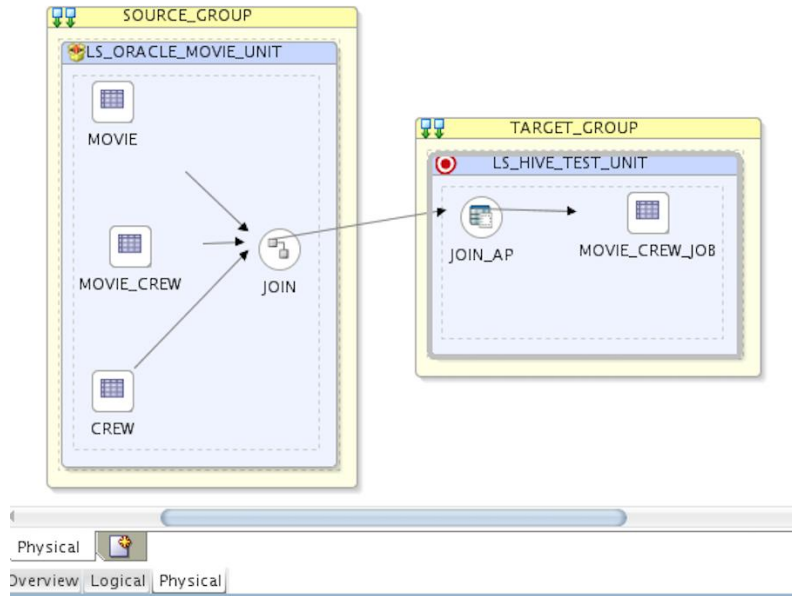 SOURCE_GROUP
LS_ORACLE_MOVIE_UNIT
MOVIE
MOVIE_CREW
JOIN
CREW
TARGET_GROUP
LS_HIVE_TEST_UNIT
JOIN_AP
MOVIE_CREW_JOB
Physical
Overview Logical Physical